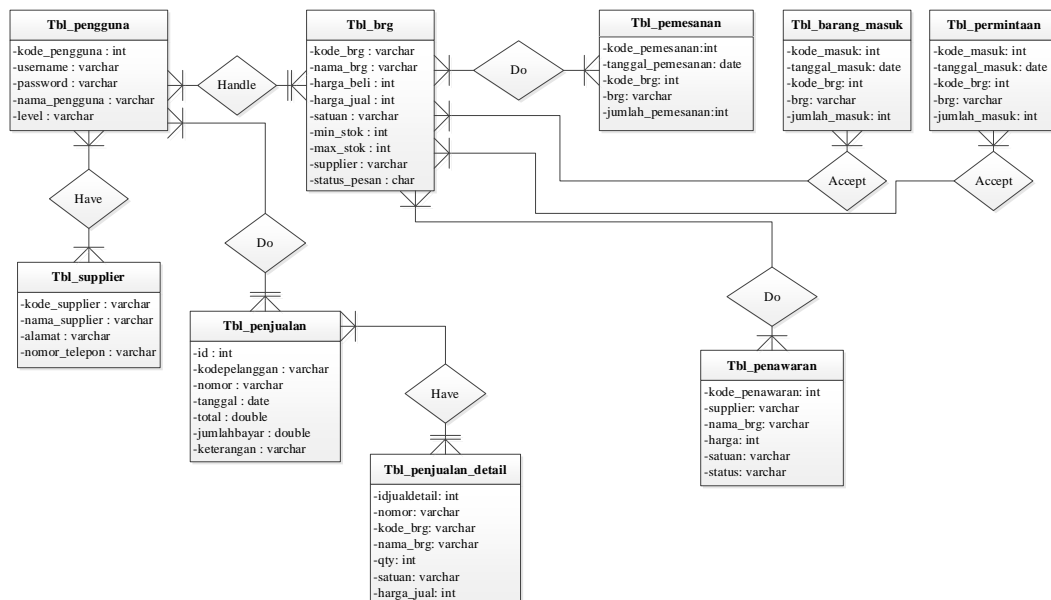 Tbl_pengguna
-kode_pengguna : int
-username : varchar
-password : varchar
-nama_pengguna : varchar
-level : varchar
Handle
Tbl_brg
-kode_brg : varchar
-nama_brg : varchar
-harga_beli : int
-harga_jual : int
-satuan : varchar
-min_stok : int
-max_stok : int
-supplier : varchar
-status_pesan : char
Do
Tbl_pemesanan
-kode_pemesanan:int
-tanggal_pemesanan: date
-kode_brg: int
-brg: varchar
-jumlah_pemesanan:int
Tbl_barang_masuk
-kode_masuk: int
-tanggal_masuk: date
-kode_brg: int
-brg: varchar
-jumlah_masuk: int
Tbl_permintaan
-kode_masuk: int
-tanggal_masuk: date
-kode_brg: int
-brg: varchar
-jumlah_masuk: int
Accept
Accept
Have
Do
Tbl_supplier
-kode_supplier : varchar
-nama_supplier : varchar
-alamat : varchar
-nomor_telepon : varchar
Do
Tbl_penjualan
-id : int
-kodepelanggan : varchar
-nomor : varchar
-tanggal : date
-total : double
-jumlahbayar : double
-keterangan : varchar
Have
Tbl_penawaran
-kode_penawaran: int
-supplier: varchar
-nama_brg: varchar
-harga: int
-satuan: varchar
-status: varchar
Tbl_penjualan_detail
-idjualdetail: int
-nomor: varchar
-kode_brg: varchar
-nama_brg: varchar
-qty: int
-satuan: varchar
-harga_jual: int